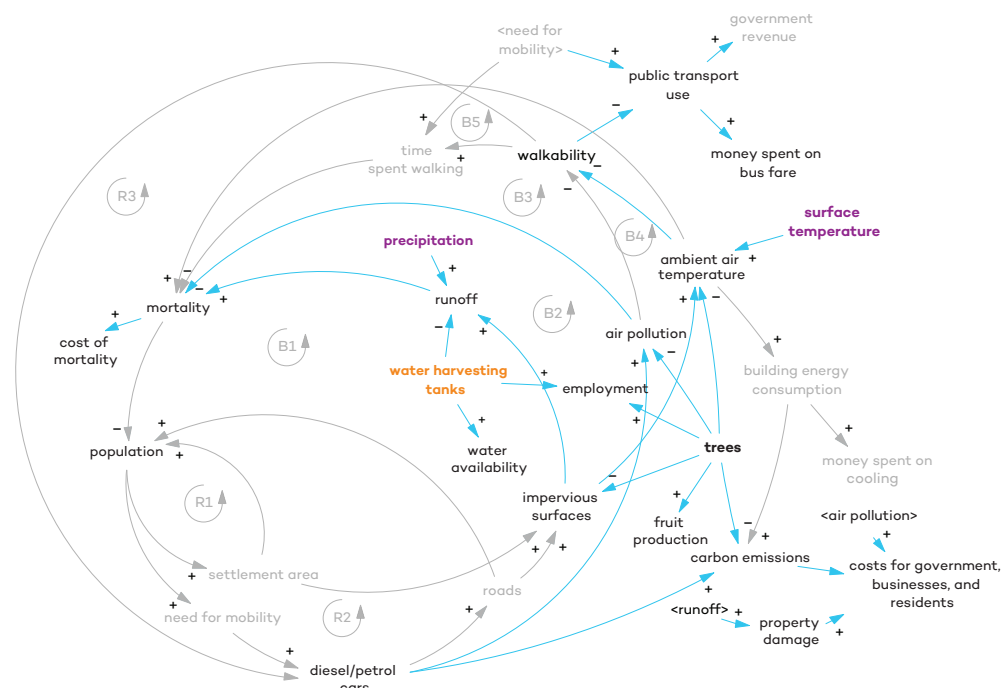 government
revenue
<need for
mobility>
+
+
public transport
use
–
+
+
B5
time
spent walking
+
walkability
–
–
money spent on
bus fare
R3
B3
surface
temperature
B4
precipitation
ambient air
temperature
+
+
–
+
–
+
–
+
mortality
runoff
–
+
B2
air pollution
+
–
+
cost of
mortality
B1
+
building energy
consumption
water harvesting
tanks
+
employment
+
+
–
population
+
+
+
water
availability
trees
+
money spent on
cooling
–
impervious
surfaces
R1
+
fruit
production
<air pollution>
+
–
+
carbon emissions
+
+
+
settlement area
costs for government,
businesses, and
residents
+
need for mobility
+
roads
R2
+
<runoff>
+
property
damage
+
+
diesel/petrol
cars